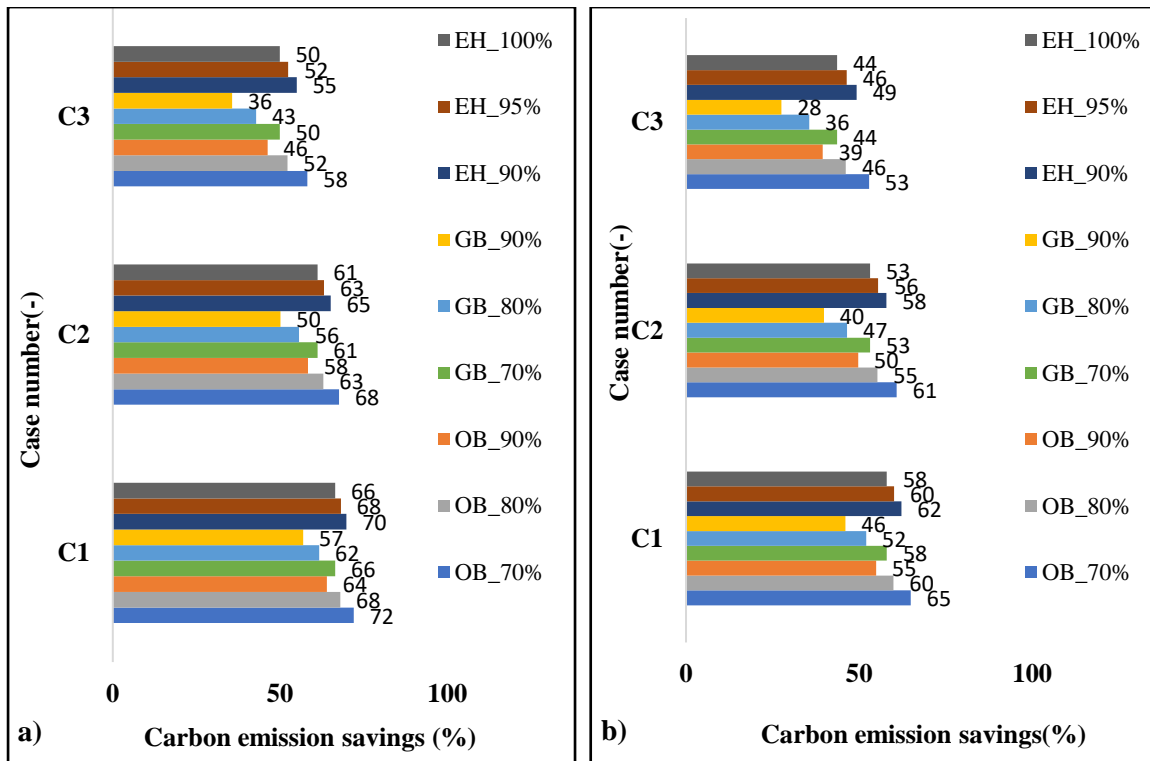 EH_100%
EH_95%
EH_90%
GB_90%
GB_80%
GB_70%
OB_90%
OB_80%
OB_70%
Case number(-)
C3
50
52
55
36
43
50
46
52
58
C2
61
63
65
50
56
61
58
63
68
C1
66
68
70
57
62
66
64
68
72
0 50 100
a) Carbon emission savings (%)
EH_100%
EH_95%
EH_90%
GB_90%
GB_80%
GB_70%
OB_90%
OB_80%
OB_70%
Case number(-)
C3
44
46
49
28
36
44
39
46
53
C2
53
56
58
40
47
53
50
55
61
C1
58
60
62
46
52
58
55
60
65
0 50 100
b) Carbon emission savings(%)